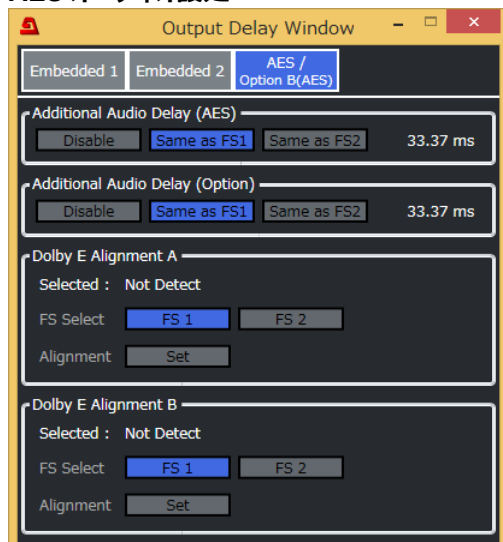 Output Delay Window
Embedded 1 Embedded 2 AES /
Option B(AES)
Additional Audio Delay (AES)
Disable Same as FS1 Same as FS2 33.37 ms
Additional Audio Delay (Option)
Disable Same as FS1 Same as FS2 33.37 ms
Dolby E Alignment A
Selected : Not Detect
FS Select FS 1 FS 2
Alignment Set
Dolby E Alignment B
Selected : Not Detect
FS Select FS 1 FS 2
Alignment Set